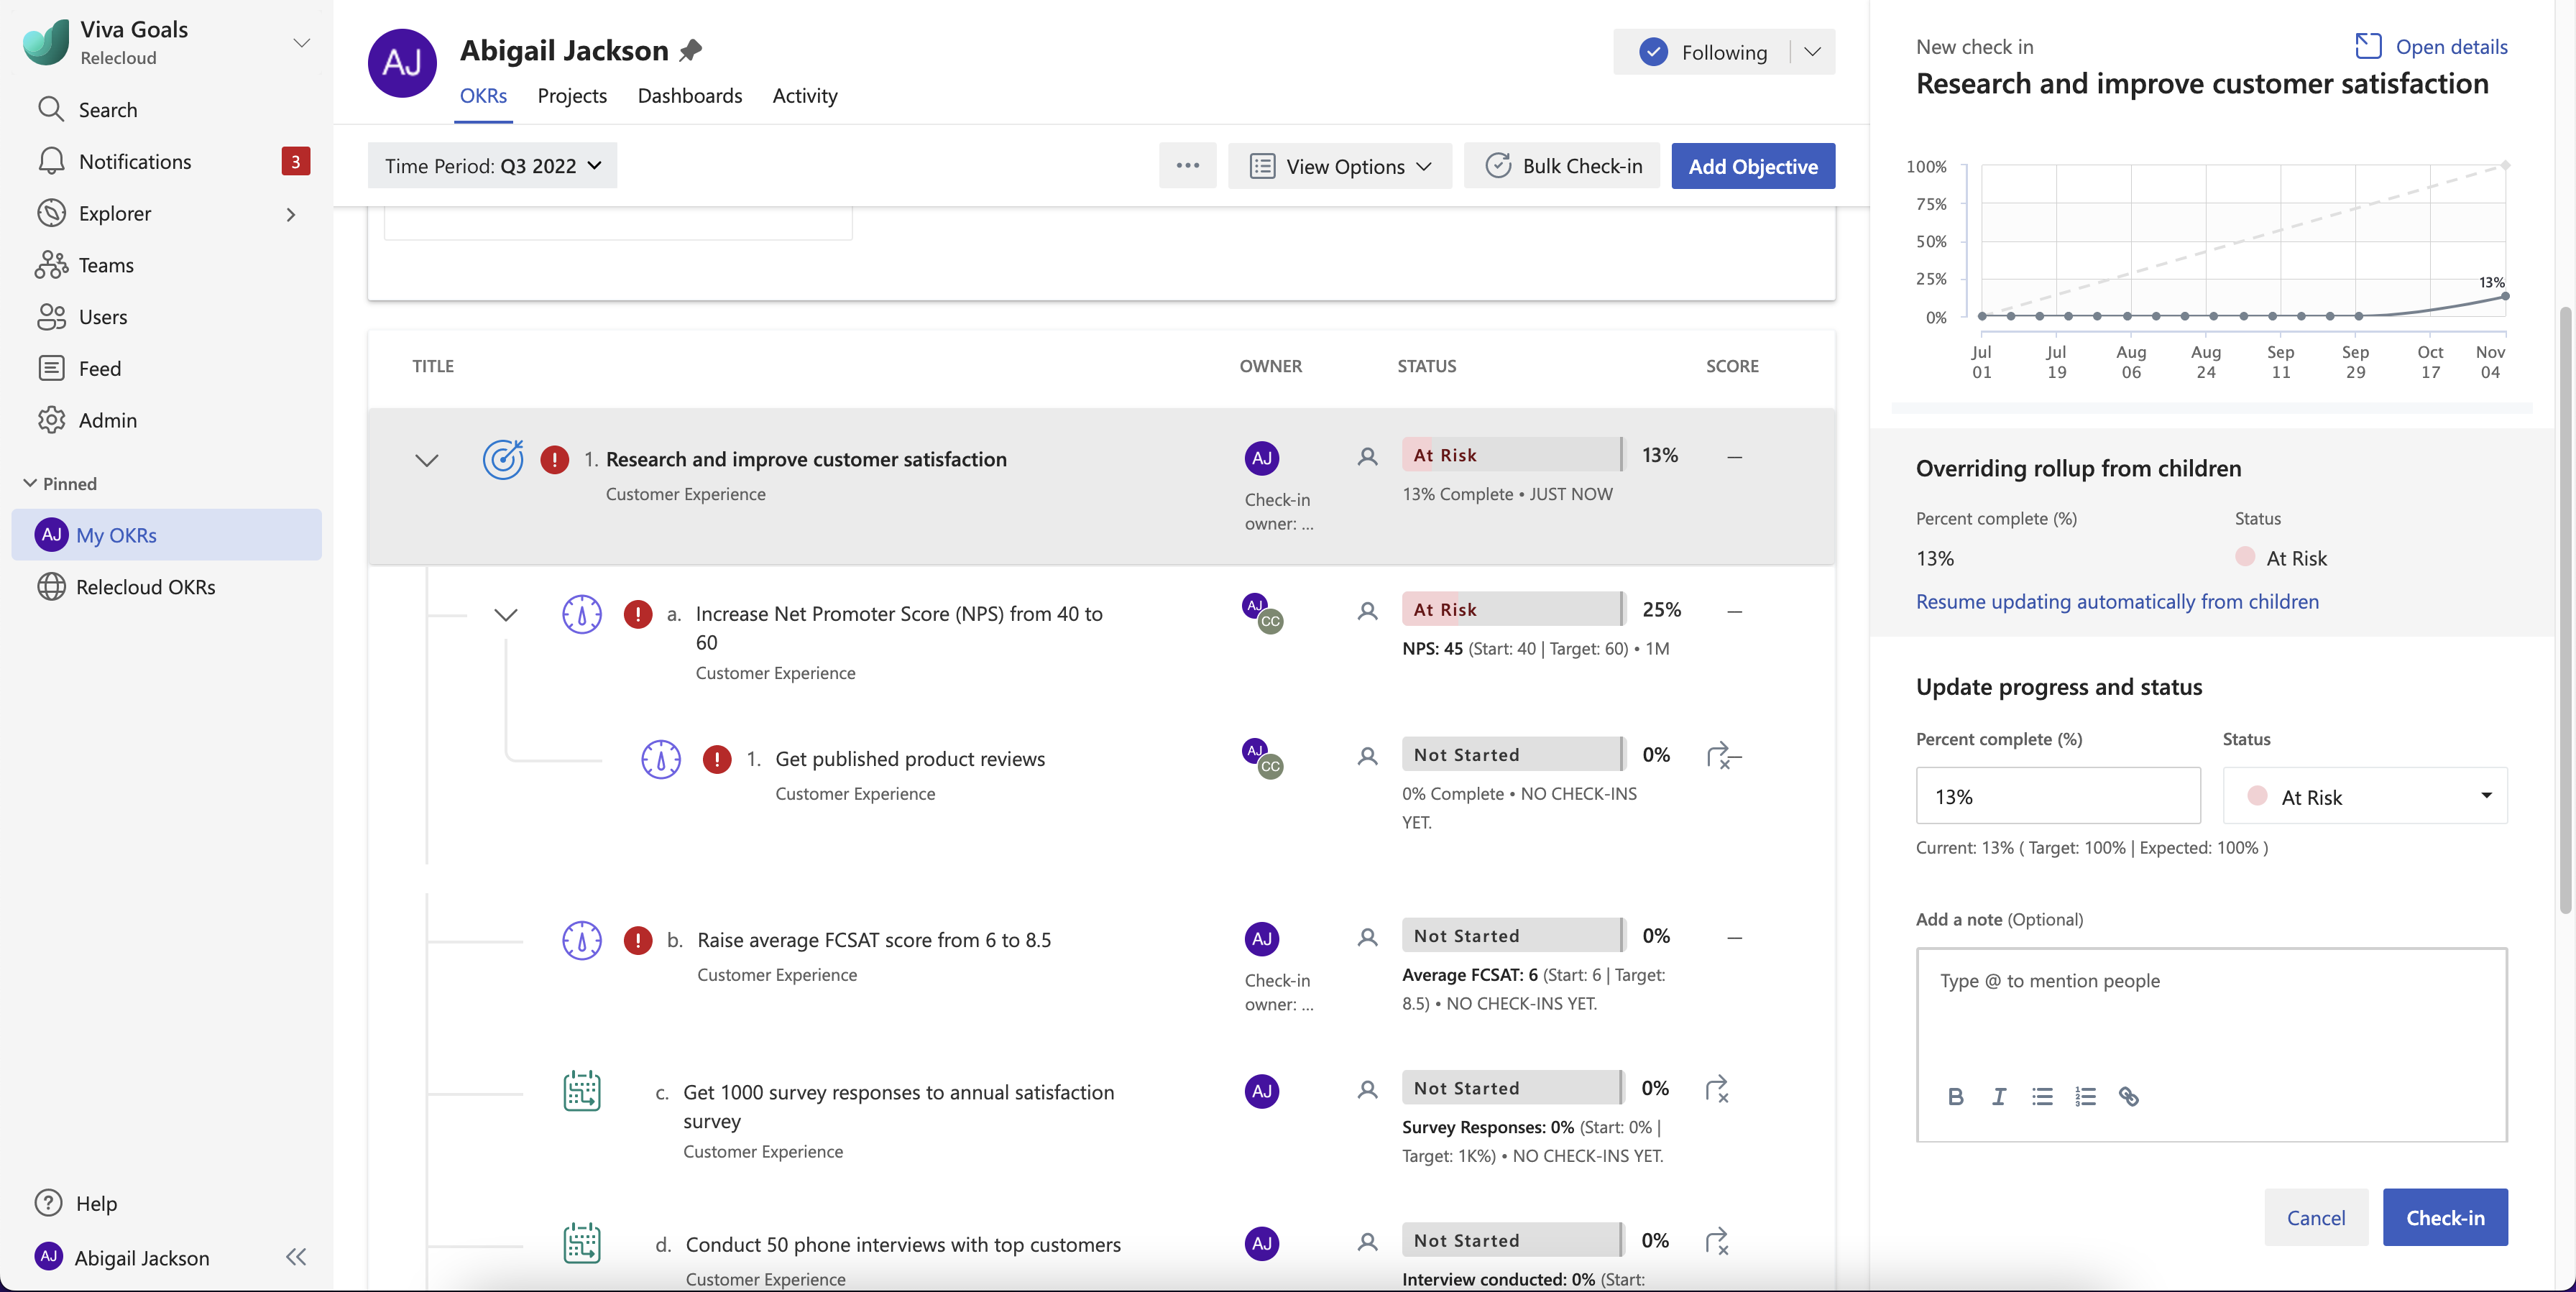 Viva Goals
Relecloud
Search
Notifications
3
Explorer
Teams
Users
Feed
Admin
Pinned
AJ My OKRs
Relecloud OKRs
Help
AJ Abigail Jackson
AJ
Abigail Jackson
Following
OKRs Projects Dashboards Activity
Time Period: Q3 2022
View Options
Bulk Check-in
Add Objective
TITLE OWNER STATUS SCORE
1. Research and improve customer satisfaction
Customer Experience
AJ
Check-in
owner: ...
At Risk 13% —
13% Complete • JUST NOW
a. Increase Net Promoter Score (NPS) from 40 to
60
Customer Experience
AJ
CC
At Risk 25% —
NPS: 45 (Start: 40 | Target: 60) • 1M
1. Get published product reviews
Customer Experience
AJ
CC
Not Started 0% —
0% Complete • NO CHECK-INS
YET.
b. Raise average FCSAT score from 6 to 8.5
Customer Experience
AJ
Check-in
owner: ...
Not Started 0% —
Average FCSAT: 6 (Start: 6 | Target:
8.5) • NO CHECK-INS YET.
c. Get 1000 survey responses to annual satisfaction
survey
Customer Experience
AJ
Not Started 0%
Survey Responses: 0% (Start: 0% |
Target: 1K%) • NO CHECK-INS YET.
d. Conduct 50 phone interviews with top customers
Customer Experience
AJ
Not Started 0%
Interview conducted: 0% (Start:
New check in
Open details
Research and improve customer satisfaction
100%
75%
50%
25%
0%
13%
Jul 01
Jul 19
Aug 06
Aug 24
Sep 11
Sep 29
Oct 17
Nov 04
Overriding rollup from children
Percent complete (%) Status
13% At Risk
Resume updating automatically from children
Update progress and status
Percent complete (%) Status
13% At Risk
Current: 13% ( Target: 100% | Expected: 100% )
Add a note (Optional)
Type @ to mention people
B I
Cancel Check-in